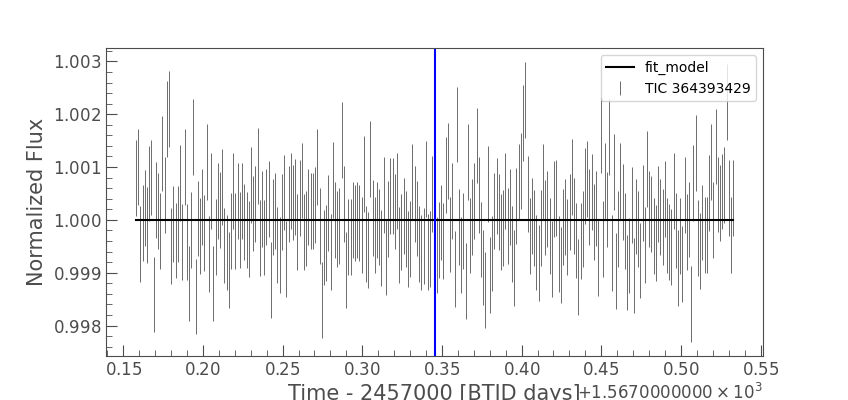 1.003
1.002
1.001
1.000
0.999
0.998
Normalized Flux
fit_model
TIC 364393429
0.15 0.20 0.25 0.30 0.35 0.40 0.45 0.50 0.55
Time - 2457000 [BTJD days]
+1.5670000000 × 10³